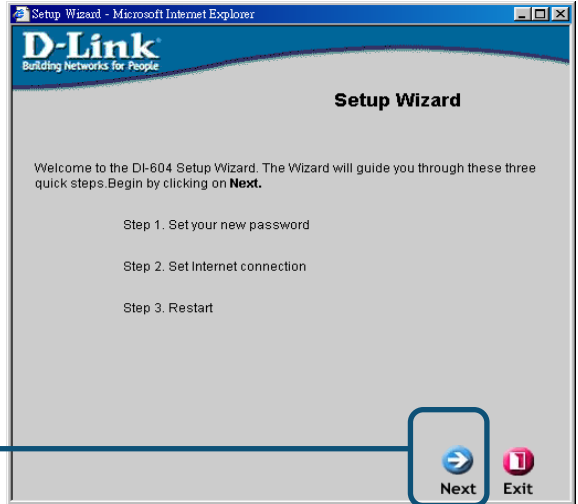 Setup Wizard - Microsoft Internet Explorer
D-Link
Building Networks for People
Setup Wizard
Welcome to the DI-604 Setup Wizard. The Wizard will guide you through these three
quick steps.Begin by clicking on Next.
Step 1. Set your new password
Step 2. Set Internet connection
Step 3. Restart
Next Exit